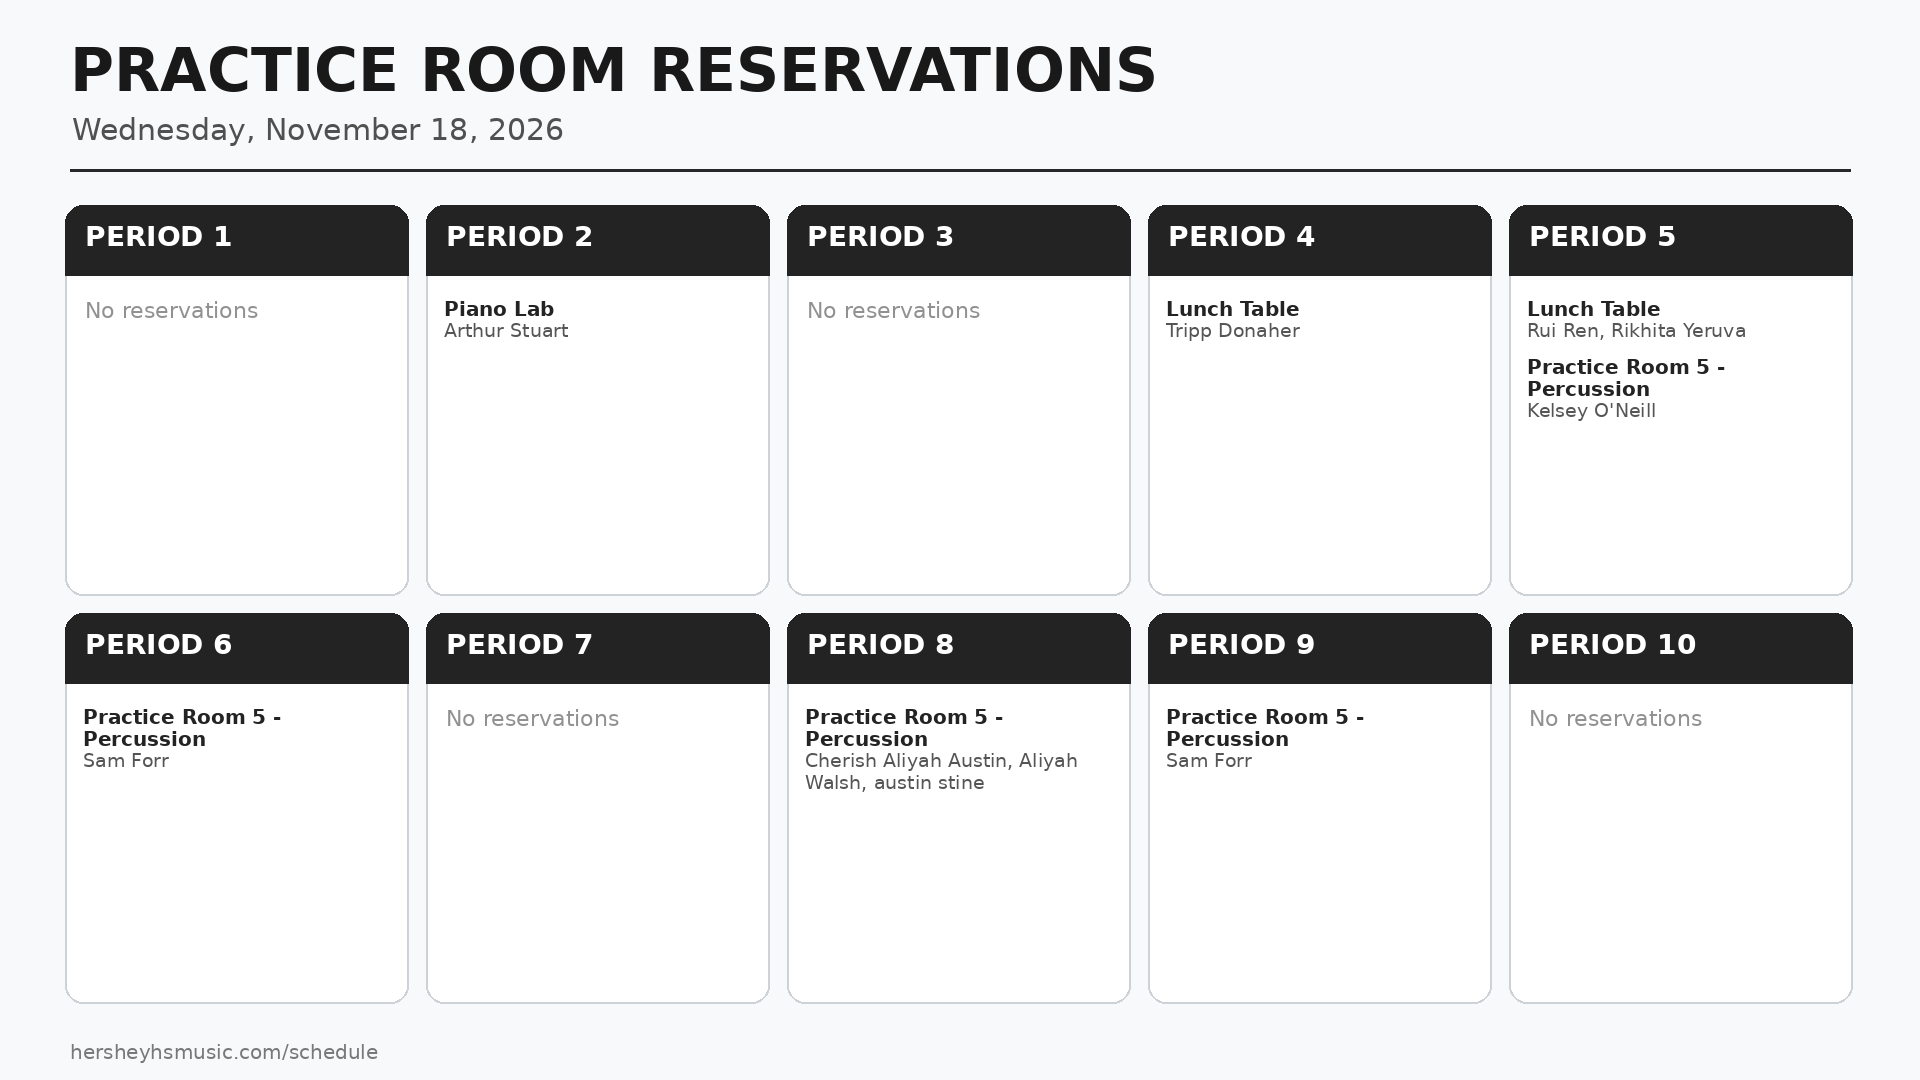 PRACTICE ROOM RESERVATIONS
Wednesday, November 18, 2026
PERIOD 1
No reservations
PERIOD 2
Piano Lab
Arthur Stuart
PERIOD 3
No reservations
PERIOD 4
Lunch Table
Tripp Donaher
PERIOD 5
Lunch Table
Rui Ren, Rikhita Yeruva
Practice Room 5 -
Percussion
Kelsey O'Neill
PERIOD 6
Practice Room 5 -
Percussion
Sam Forr
PERIOD 7
No reservations
PERIOD 8
Practice Room 5 -
Percussion
Cherish Aliyah Austin, Aliyah
Walsh, austin stine
PERIOD 9
Practice Room 5 -
Percussion
Sam Forr
PERIOD 10
No reservations
hersheyhsmusic.com/schedule